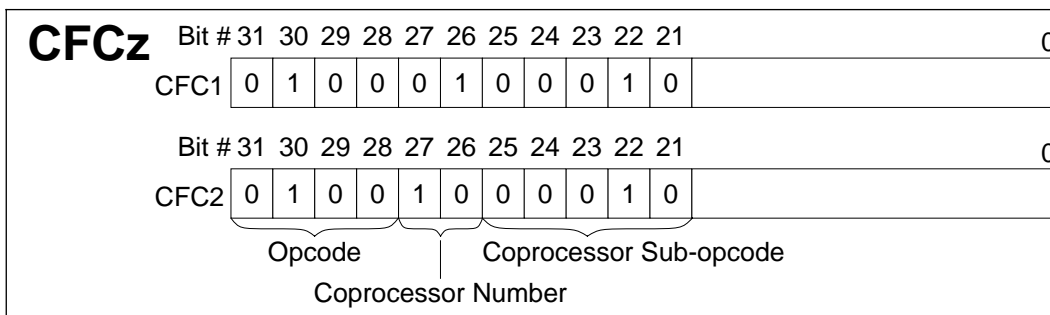 CFCz Bit # 31 30 29 28 27 26 25 24 23 22 21 0
CFC1 0 1 0 0 0 1 0 0 0 1 0
Bit # 31 30 29 28 27 26 25 24 23 22 21 0
CFC2 0 1 0 0 1 0 0 0 0 1 0
Opcode Coprocessor Sub-opcode
Coprocessor Number